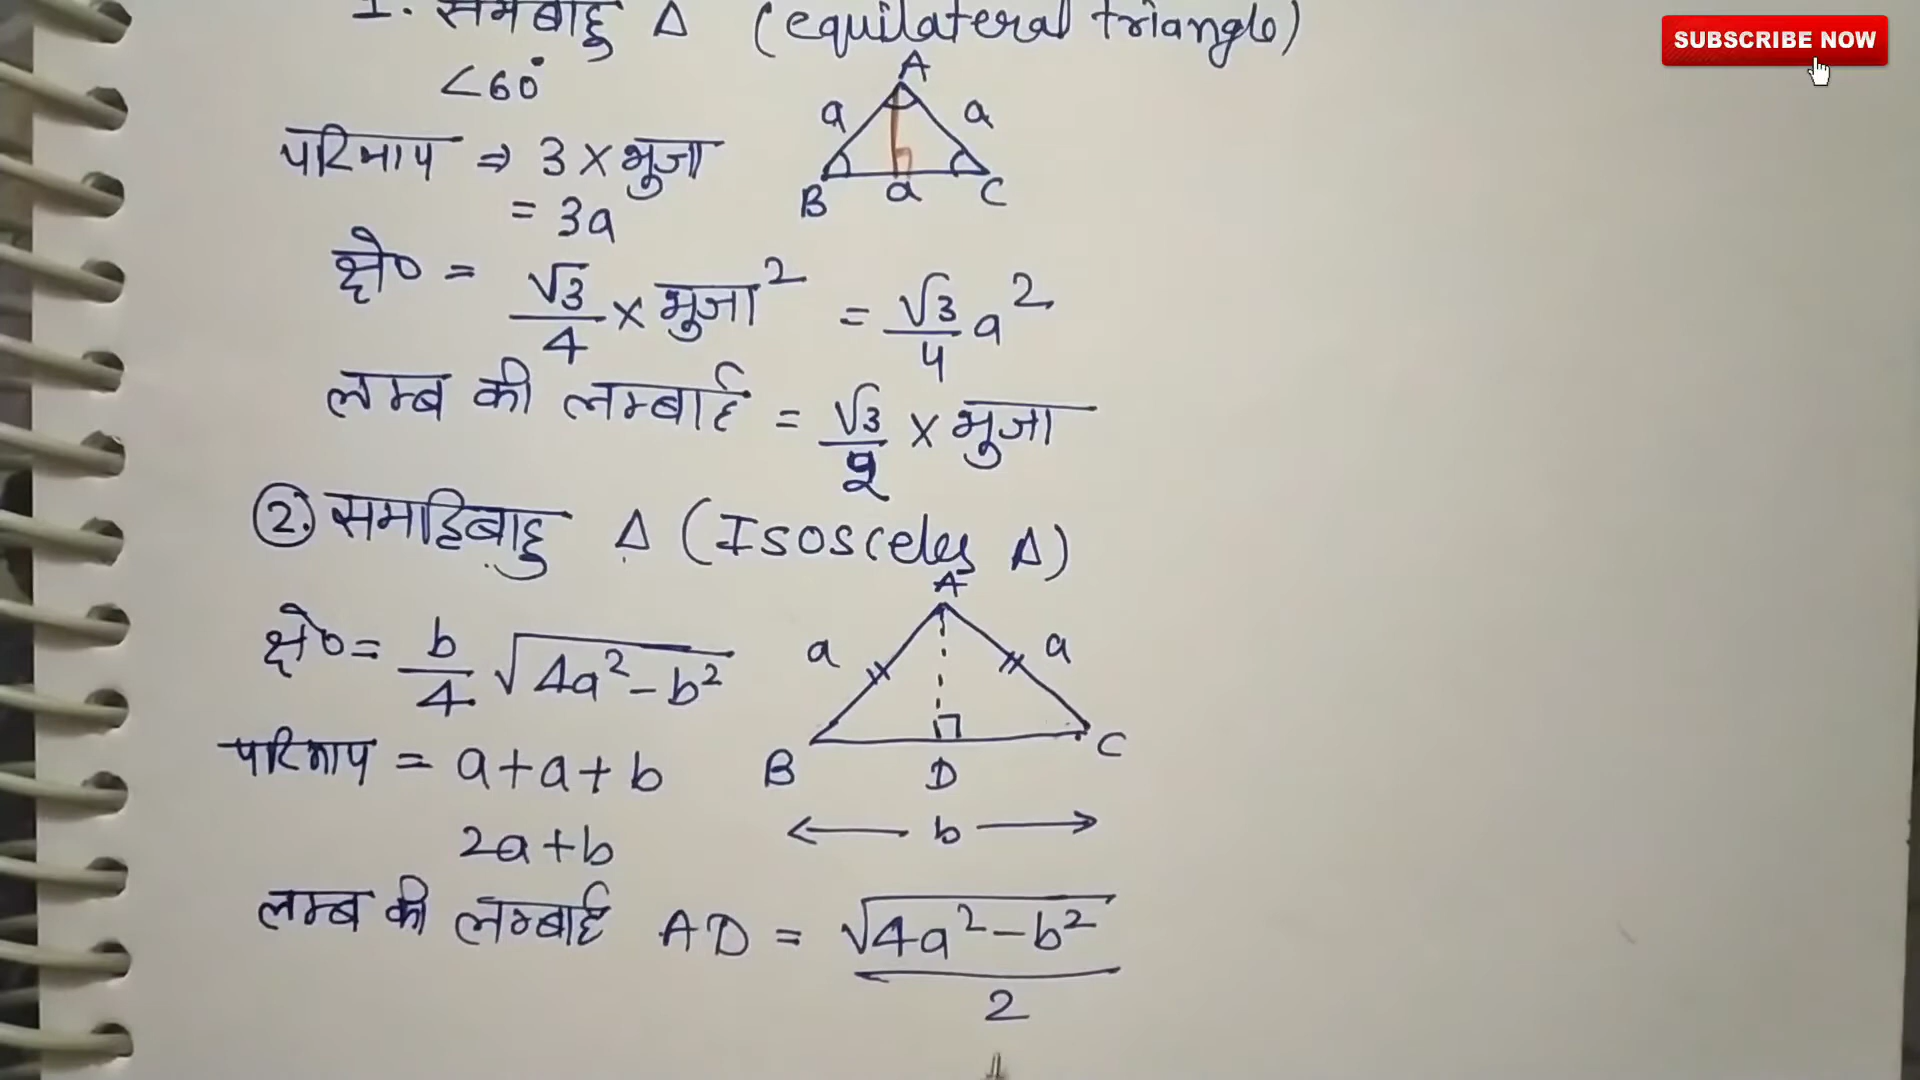 1. समबाहु Δ (equilateral triangle)
SUBSCRIBE NOW
∠60°
A
a a
B a C
परिमाप ⇒ 3 × भुजा
= 3a
क्षे० = √3/4 × भुजा² = √3/4 a²
लम्ब की लम्बाई = √3/2 × भुजा
2. समद्विबाहु Δ (Isosceles Δ)
A
क्षे० = b/4 √4a²-b²
a a
B D C
परिमाप = a+a+b
b
2a+b
लम्ब की लम्बाई AD = √4a²-b²/2